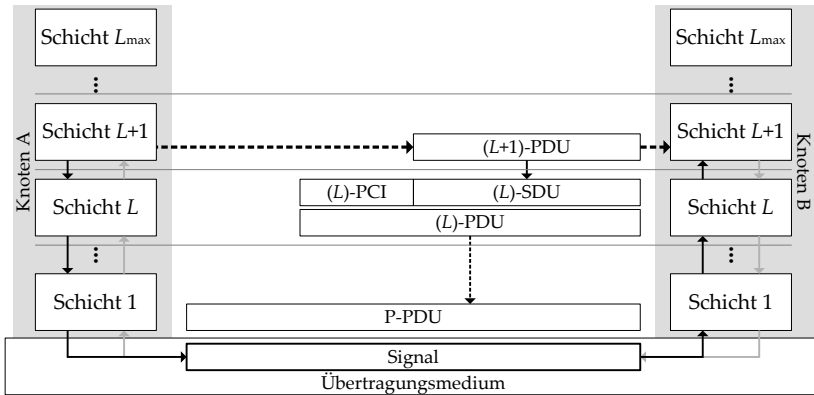 Schicht Lmax
Schicht Lmax
...
...
Knoten A
Schicht L+1
(L+1)-PDU
Schicht L+1
Knoten B
Schicht L
(L)-PCI
(L)-SDU
Schicht L
(L)-PDU
...
...
Schicht 1
P-PDU
Schicht 1
Signal
Übertragungsmedium